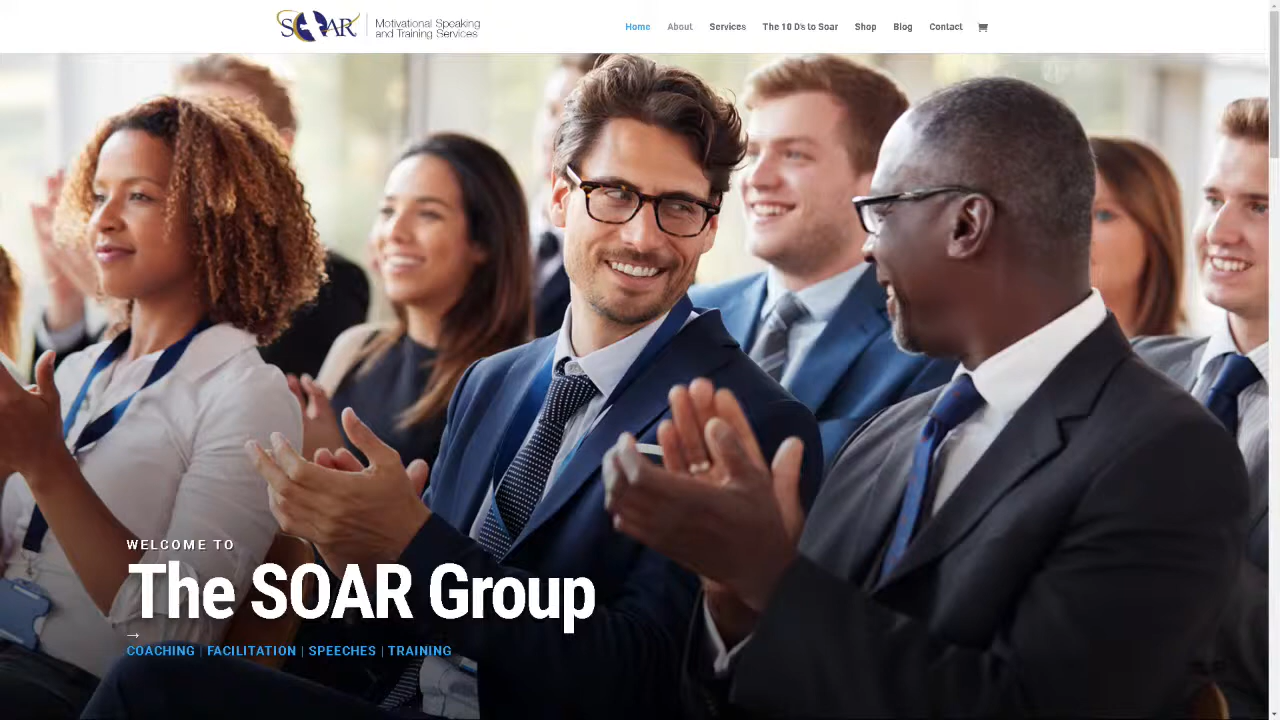 SOAR Motivational Speaking
and Training Services
Home About Services The 10 D's to Soar Shop Blog Contact
WELCOME TO
The SOAR Group
→
COACHING | FACILITATION | SPEECHES | TRAINING